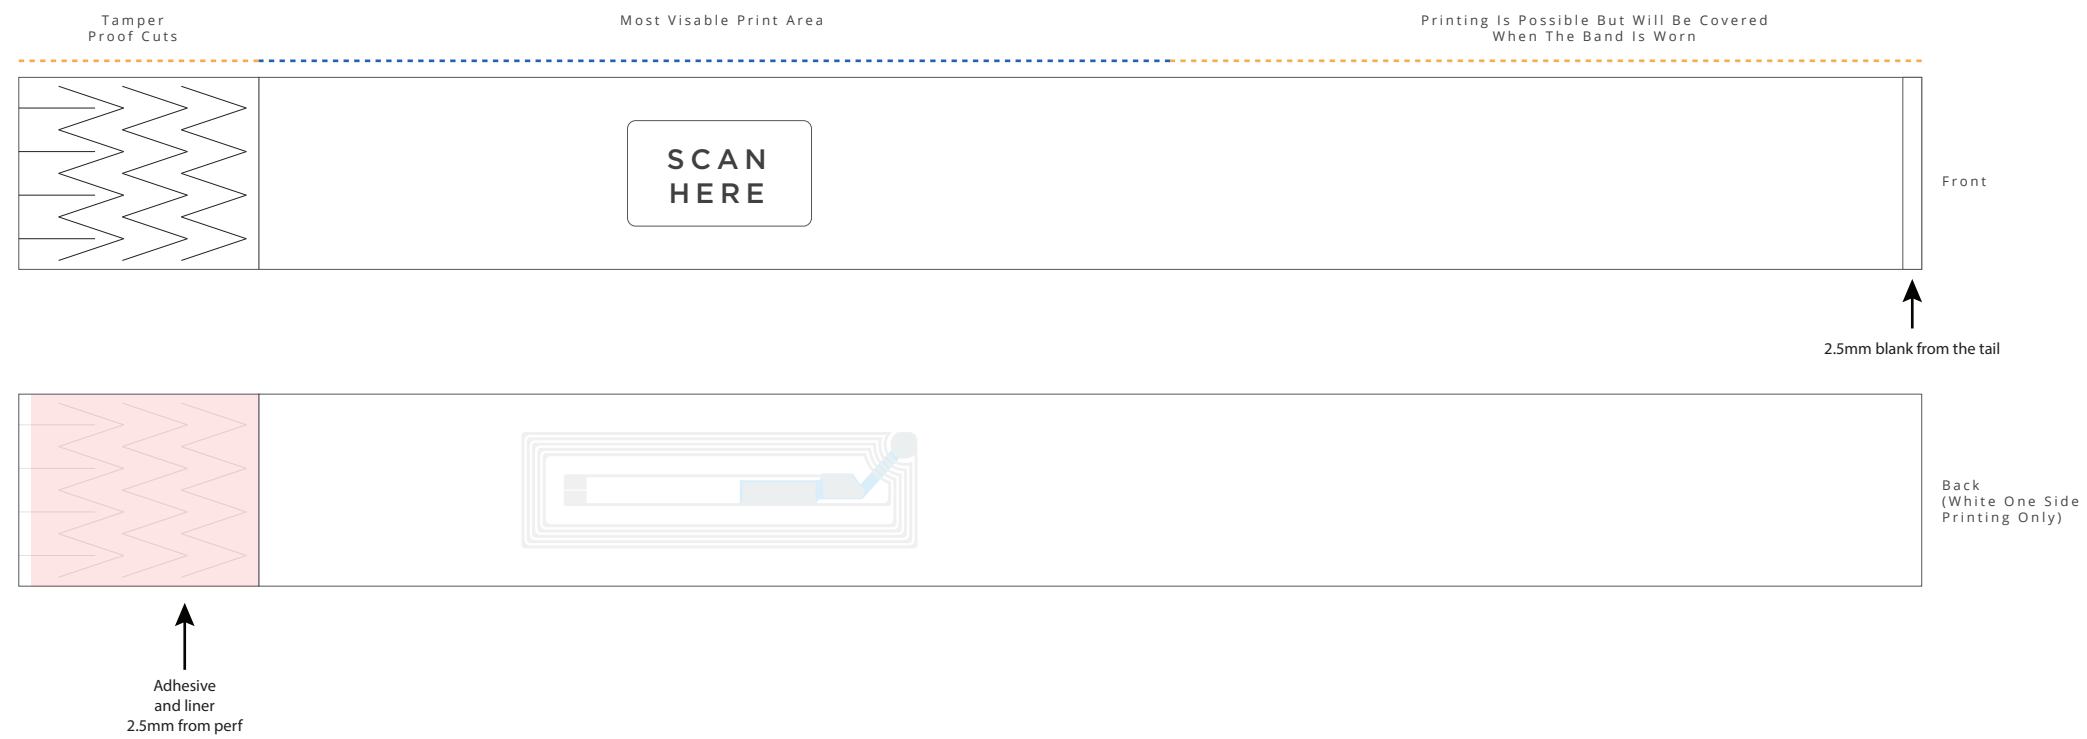 Tamper
Proof Cuts
Most Visable Print Area
Printing Is Possible But Will Be Covered
When The Band Is Worn
SCAN
HERE
Front
2.5mm blank from the tail
Back
(White One Side
Printing Only)
Adhesive
and liner
2.5mm from perf